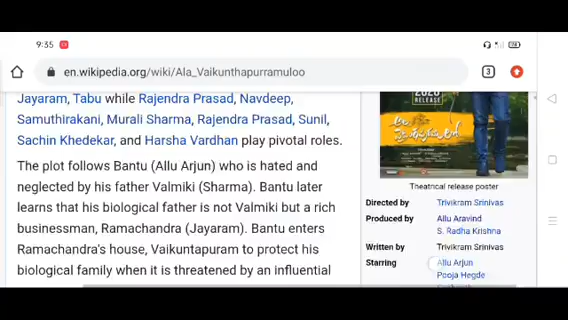 9:35
en.wikipedia.org/wiki/Ala_Vaikunthapurramuloo
3
Jayaram, Tabu while Rajendra Prasad, Navdeep,
Samuthirakani, Murali Sharma, Rajendra Prasad, Sunil,
Sachin Khedekar, and Harsha Vardhan play pivotal roles.
The plot follows Bantu (Allu Arjun) who is hated and
neglected by his father Valmiki (Sharma). Bantu later
learns that his biological father is not Valmiki but a rich
businessman, Ramachandra (Jayaram). Bantu enters
Ramachandra's house, Vaikuntapuram to protect his
biological family when it is threatened by an influential
2020
RELEASE
అల
వైకుంఠపురములో
Theatrical release poster
Directed by Trivikram Srinivas
Produced by Allu Aravind
S. Radha Krishna
Written by Trivikram Srinivas
Starring Allu Arjun
Pooja Hegde